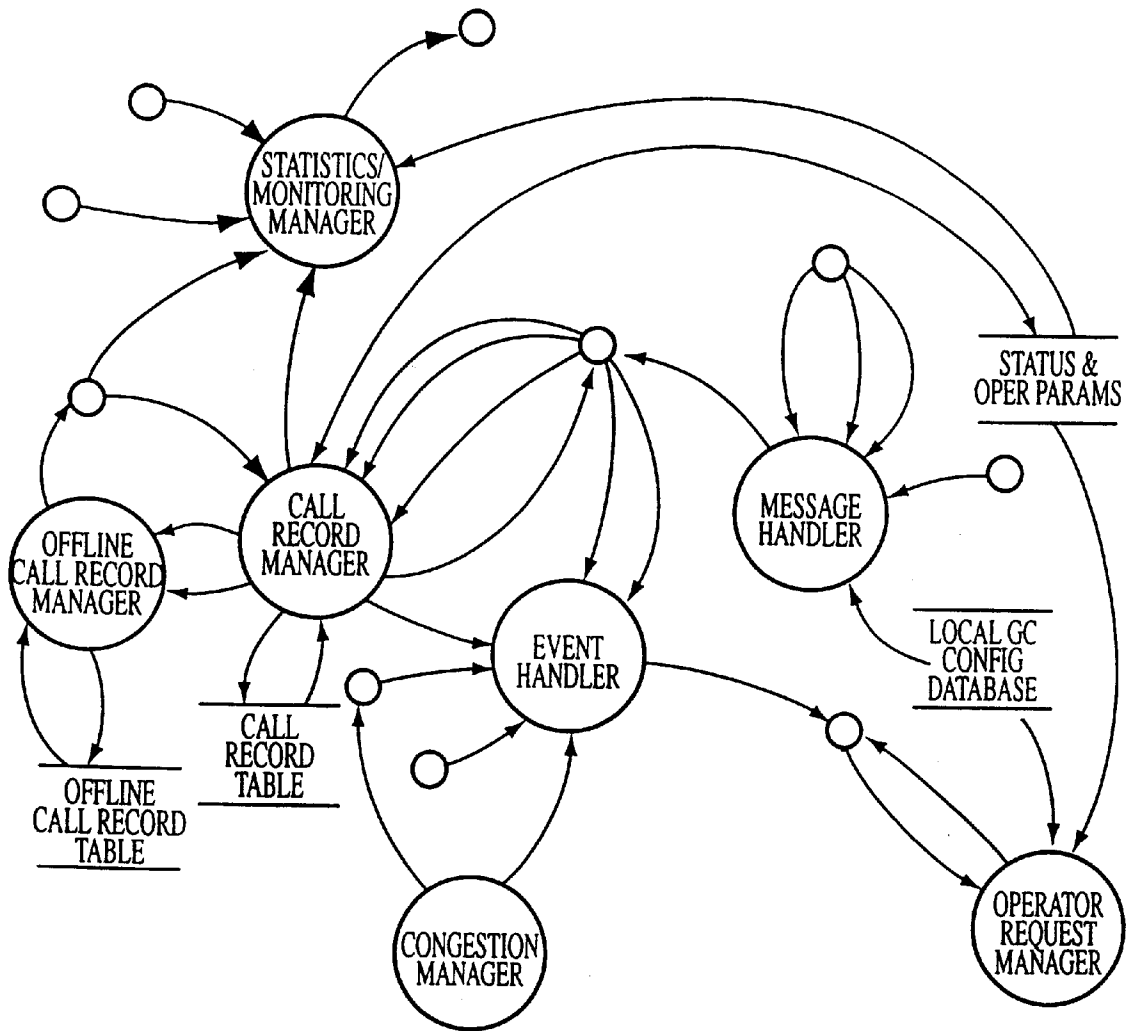 STATISTICS/
MONITORING
MANAGER
STATUS &
OPER PARAMS
CALL
RECORD
MANAGER
MESSAGE
HANDLER
OFFLINE
CALL RECORD
MANAGER
EVENT
HANDLER
LOCAL GC
CONFIG
DATABASE
CALL
RECORD
TABLE
OFFLINE
CALL RECORD
TABLE
CONGESTION
MANAGER
OPERATOR
REQUEST
MANAGER